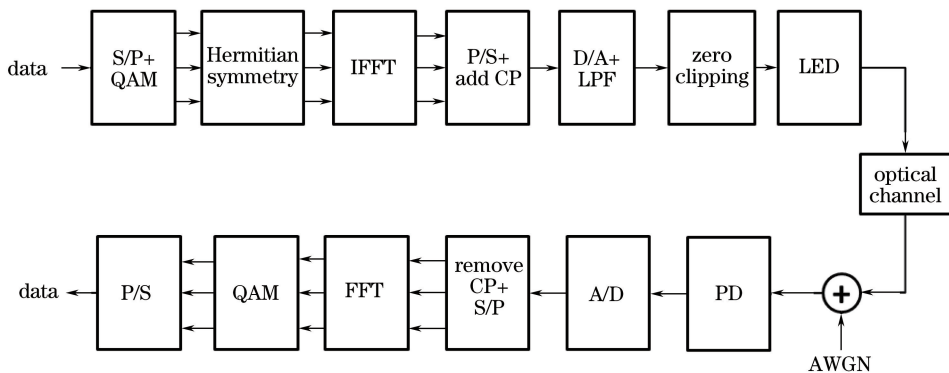 data
S/P+
QAM
Hermitian
symmetry
IFFT
P/S+
add CP
D/A+
LPF
zero
clipping
LED
optical
channel
data
P/S
QAM
FFT
remove
CP+
S/P
A/D
PD
+
AWGN